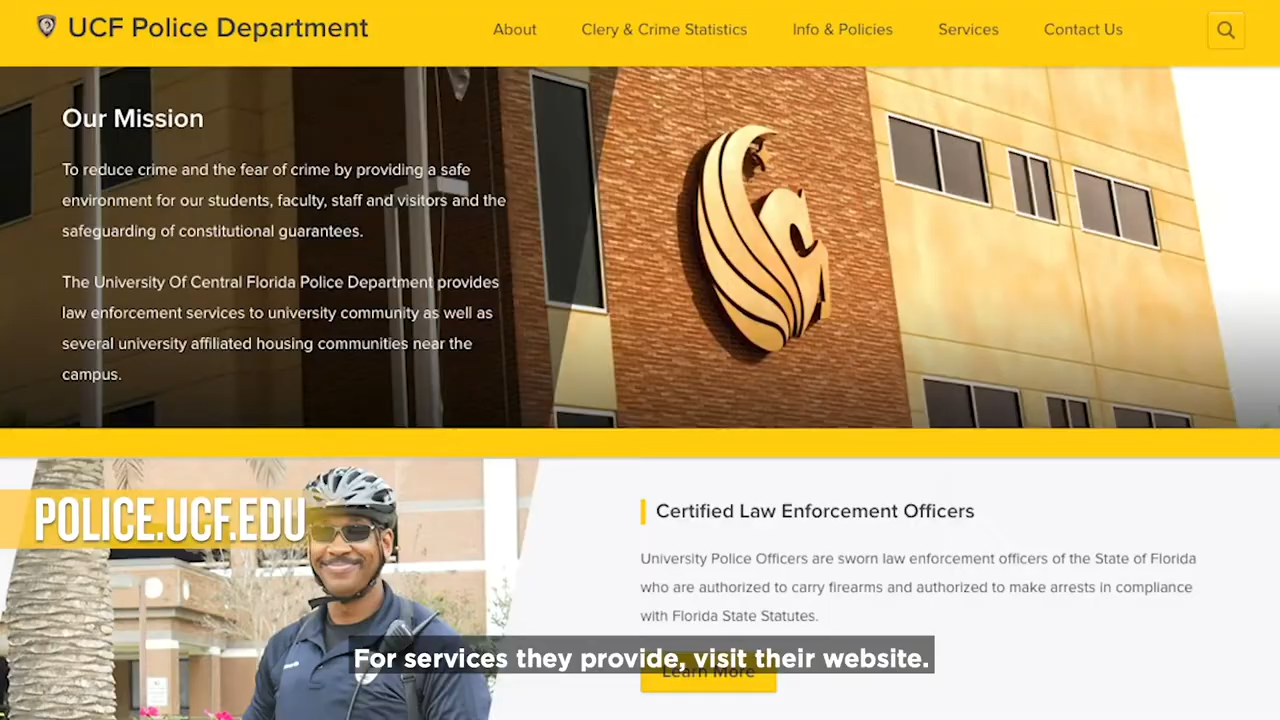 UCF Police Department
About
Clery & Crime Statistics
Info & Policies
Services
Contact Us
Our Mission
To reduce crime and the fear of crime by providing a safe
environment for our students, faculty, staff and visitors and the
safeguarding of constitutional guarantees.
The University Of Central Florida Police Department provides
law enforcement services to university community as well as
several university affiliated housing communities near the
campus.
POLICE.UCF.EDU
Certified Law Enforcement Officers
University Police Officers are sworn law enforcement officers of the State of Florida
who are authorized to carry firearms and authorized to make arrests in compliance
with Florida State Statutes.
For services they provide, visit their website.
Learn More